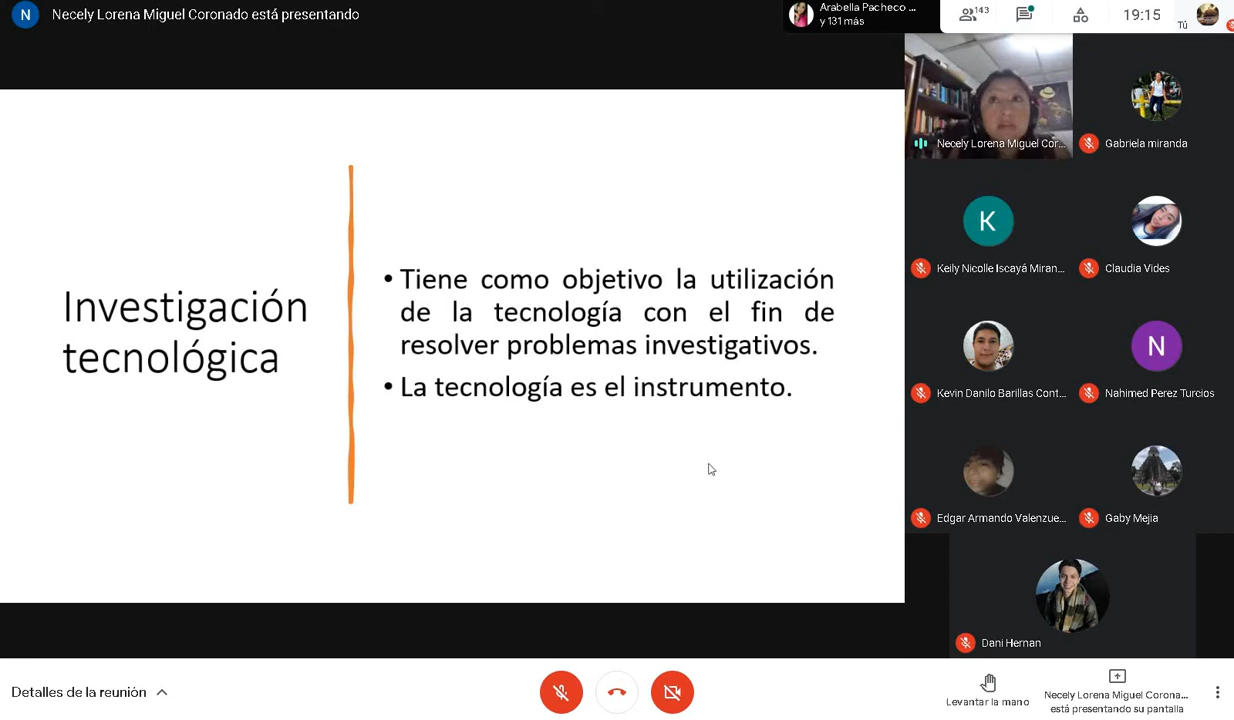 N
Necely Lorena Miguel Coronado está presentando
Arabella Pacheco ...
y 131 más
143
19:15
Tú
Investigación
tecnológica
• Tiene como objetivo la utilización
de la tecnología con el fin de
resolver problemas investigativos.
• La tecnología es el instrumento.
Necely Lorena Miguel Cor...
Gabriela miranda
K
Keily Nicolle Iscayá Miran...
Claudia Vides
Kevin Danilo Barillas Cont...
N
Nahimed Perez Turcios
Edgar Armando Valenzue...
Gaby Mejia
Dani Hernan
Detalles de la reunión
Levantar la mano
Necely Lorena Miguel Corona...
está presentando su pantalla